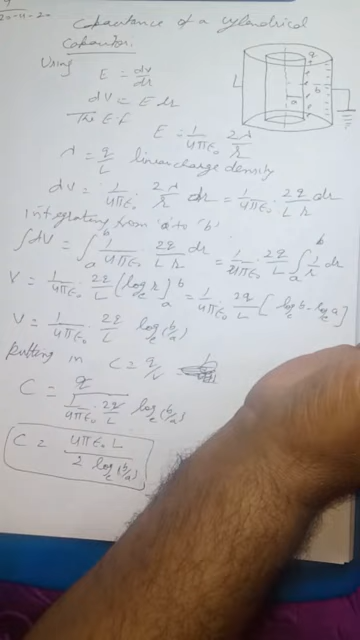 2-11-20
Capacitance of a cylindrical
Capacitor.
Using
E = dv/dr
dv = E dr
The E.f
E = 1/4πε₀ 2λ/r
λ = q/L linear charge density
dv = 1/4πε₀ · 2λ/r dr = 1/4πε₀ · 2q/L r dr
Integrating from 'a' to 'b'
∫dv = ∫ₐᵇ 1/4πε₀ · 2q/L r dr = 1/4πε₀ · 2q/L ∫ₐᵇ 1/r dr
V = 1/4πε₀ · 2q/L (logₑ r)ₐᵇ = 1/4πε₀ · 2q/L [logₑ b - logₑ a]
V = 1/4πε₀ · 2q/L logₑ(b/a)
Putting in C = q/v
C = q / 1/4πε₀ · 2q/L logₑ(b/a)
C = 4πε₀ L / 2 logₑ(b/a)
L
q
a
b